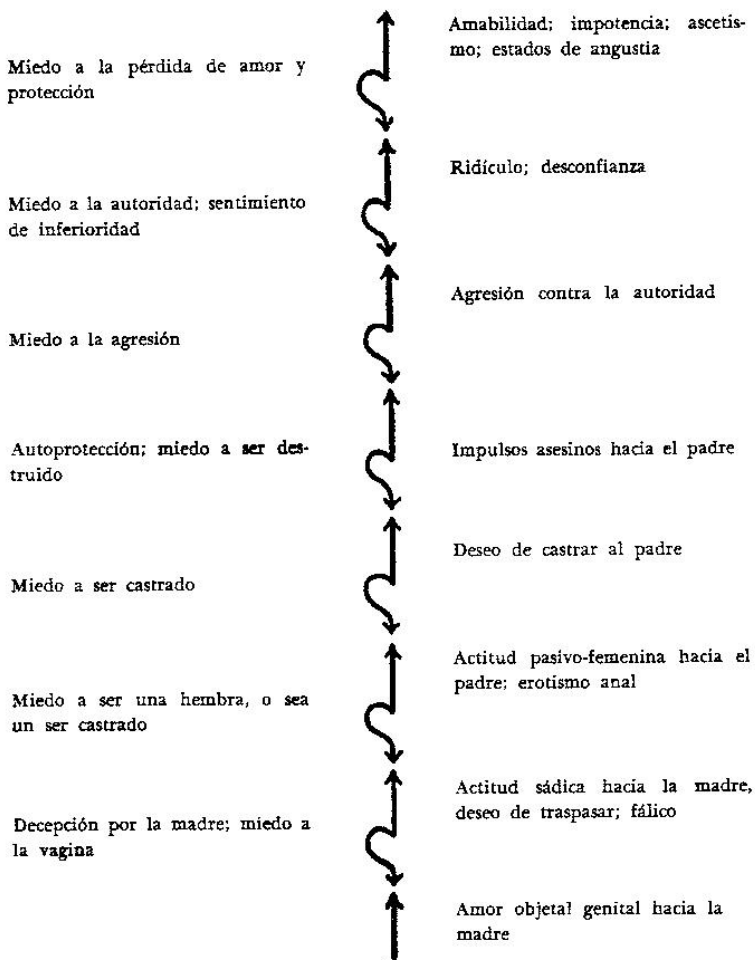 Amabilidad; impotencia; ascetis-
mo; estados de angustia
Miedo a la pérdida de amor y
protección
Ridículo; desconfianza
Miedo a la autoridad; sentimiento
de inferioridad
Agresión contra la autoridad
Miedo a la agresión
Autoprotección; miedo a ser des-
truido
Impulsos asesinos hacia el padre
Deseo de castrar al padre
Miedo a ser castrado
Actitud pasivo-femenina hacia el
padre; erotismo anal
Miedo a ser una hembra, o sea
un ser castrado
Actitud sádica hacia la madre,
deseo de traspasar; fálico
Decepción por la madre; miedo a
la vagina
Amor objetal genital hacia la
madre